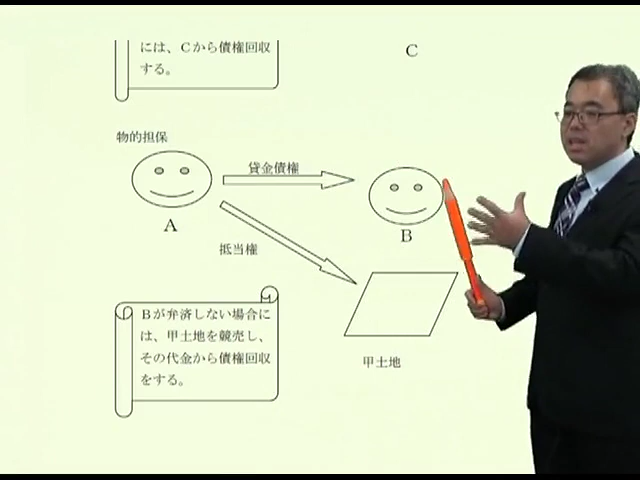 には、Ｃから債権回収
する。
Ｃ
物的担保
貸金債権
Ａ
Ｂ
抵当権
Ｂが弁済しない場合に
は、甲土地を競売し、
その代金から債権回収
をする。
甲土地